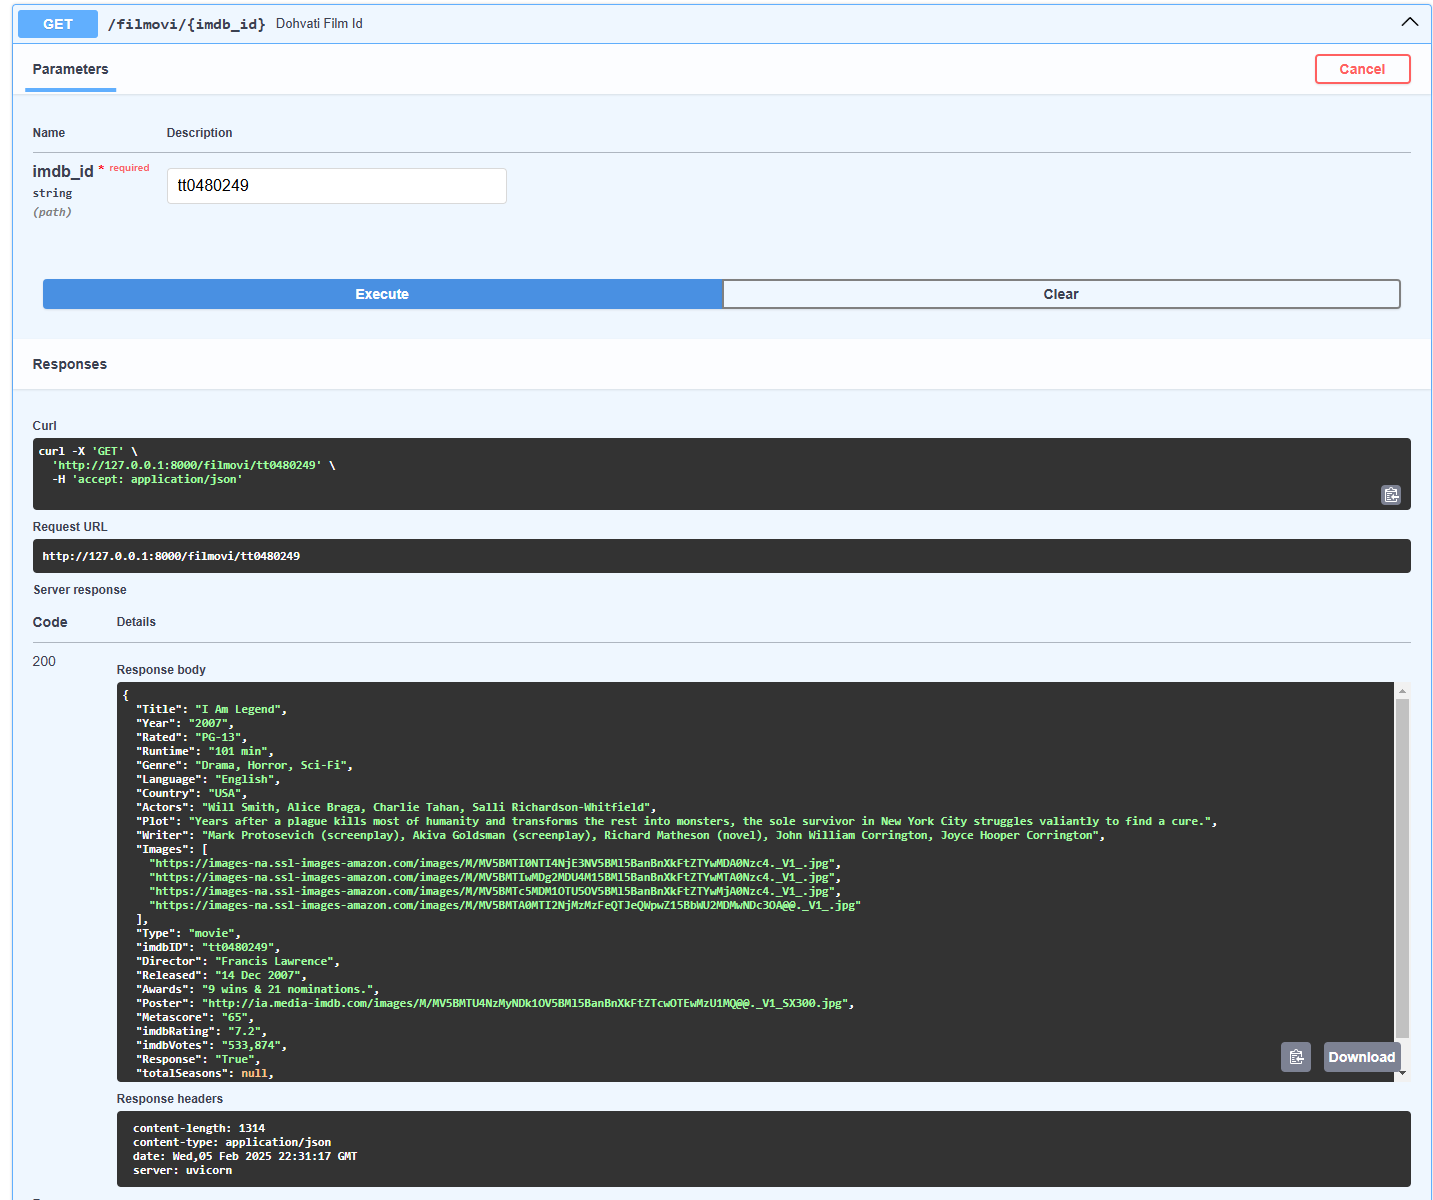 GET /filmovi/{imdb_id} Dohvati Film Id
Parameters
Cancel
Name Description
imdb_id * required
string
(path)
tt0480249
Execute
Clear
Responses
Curl
curl -X 'GET' \
  'http://127.0.0.1:8000/filmovi/tt0480249' \
  -H 'accept: application/json'
Request URL
http://127.0.0.1:8000/filmovi/tt0480249
Server response
Code Details
200
Response body
{
  "Title": "I Am Legend",
  "Year": "2007",
  "Rated": "PG-13",
  "Runtime": "101 min",
  "Genre": "Drama, Horror, Sci-Fi",
  "Language": "English",
  "Country": "USA",
  "Actors": "Will Smith, Alice Braga, Charlie Tahan, Salli Richardson-Whitfield",
  "Plot": "Years after a plague kills most of humanity and transforms the rest into monsters, the sole survivor in New York City struggles valiantly to find a cure.",
  "Writer": "Mark Protosevich (screenplay), Akiva Goldsman (screenplay), Richard Matheson (novel), John William Corrington, Joyce Hooper Corrington",
  "Images": [
    "https://images-na.ssl-images-amazon.com/images/M/MV5BMTI0NTI4NjE3NV5BMl5BanBnXkFtZTYwMDA0Nzc4._V1_.jpg",
    "https://images-na.ssl-images-amazon.com/images/M/MV5BMTIwMDg2MDU4M15BMl5BanBnXkFtZTYwMTA0Nzc4._V1_.jpg",
    "https://images-na.ssl-images-amazon.com/images/M/MV5BMTc5MDM1OTU5OV5BMl5BanBnXkFtZTYwMjA0Nzc4._V1_.jpg",
    "https://images-na.ssl-images-amazon.com/images/M/MV5BMTA0MTI2NjMzMzFeQTJeQWpwZ15BbWU2MDMwNDc3OA@@._V1_.jpg"
  ],
  "Type": "movie",
  "imdbID": "tt0480249",
  "Director": "Francis Lawrence",
  "Released": "14 Dec 2007",
  "Awards": "9 wins & 21 nominations.",
  "Poster": "http://ia.media-imdb.com/images/M/MV5BMTU4NzMyNDk1OV5BMl5BanBnXkFtZTcwOTEwMzU1MQ@@._V1_SX300.jpg",
  "Metascore": "65",
  "imdbRating": "7.2",
  "imdbVotes": "533,874",
  "Response": "True",
  "totalSeasons": null,
Download
Response headers
content-length: 1314
content-type: application/json
date: Wed,05 Feb 2025 22:31:17 GMT
server: uvicorn